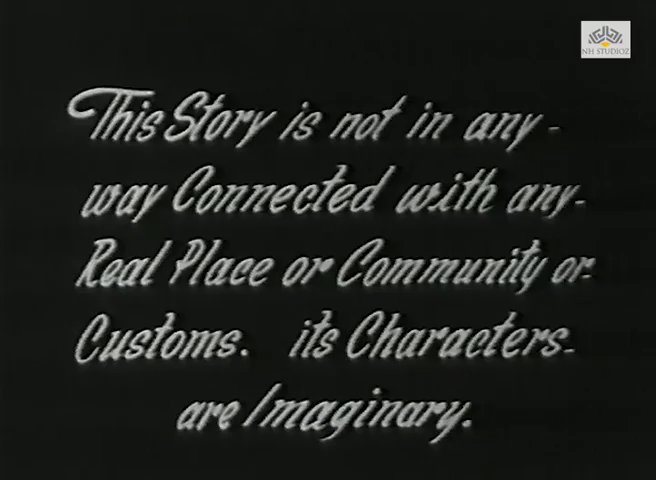 NH STUDIOZ
This Story is not in any -
way Connected with any-
Real Place or Community or-
Customs. its Characters-
are Imaginary.